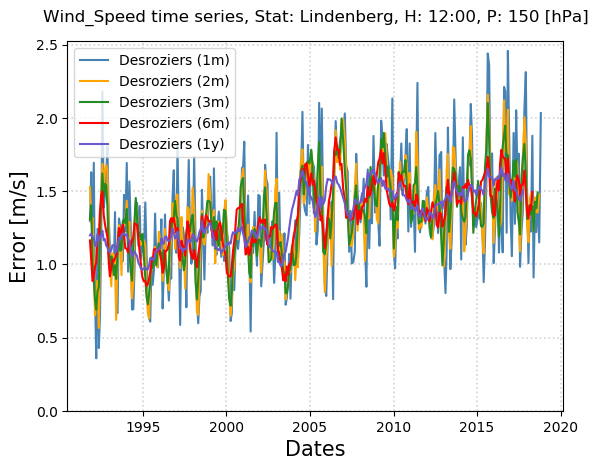 Wind_Speed time series, Stat: Lindenberg, H: 12:00, P: 150 [hPa]
Error [m/s]
2.5
2.0
1.5
1.0
0.5
0.0
Desroziers (1m)
Desroziers (2m)
Desroziers (3m)
Desroziers (6m)
Desroziers (1y)
1995
2000
2005
2010
2015
2020
Dates